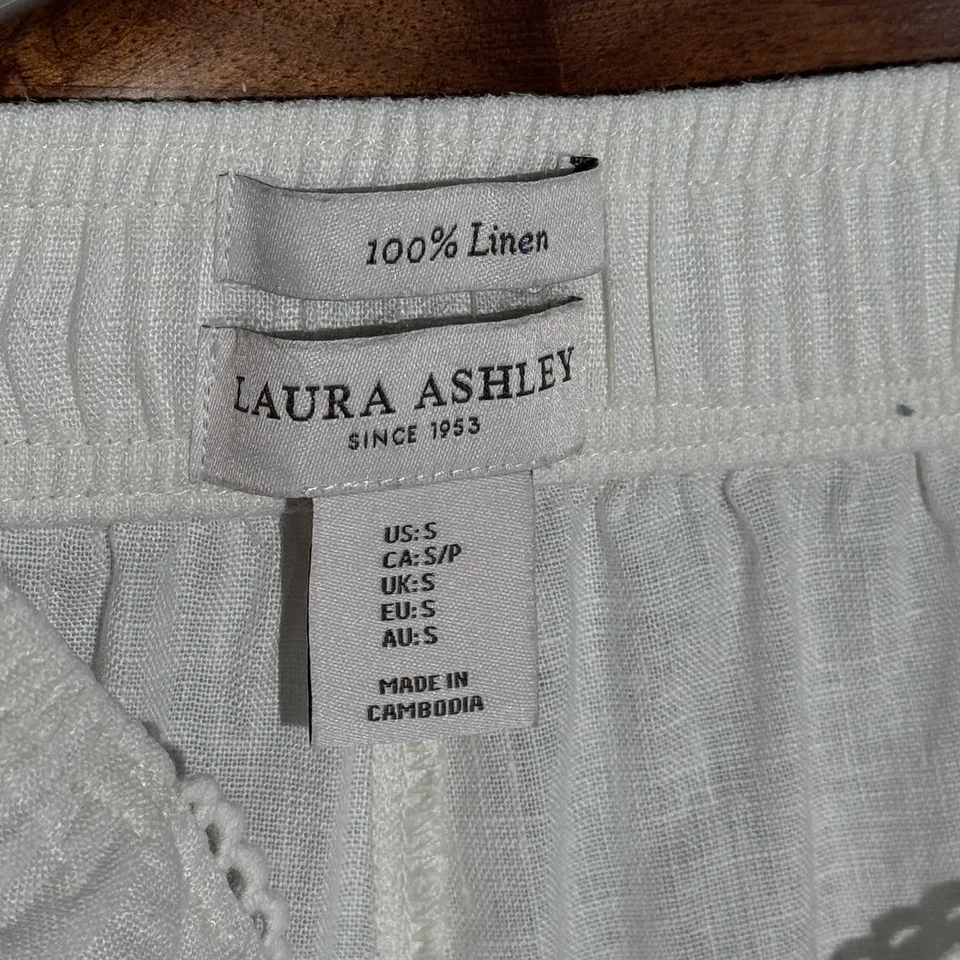 100% Linen
LAURA ASHLEY
SINCE 1953
US:S
CA:S/P
UK:S
EU:S
AU:S
MADE IN
CAMBODIA